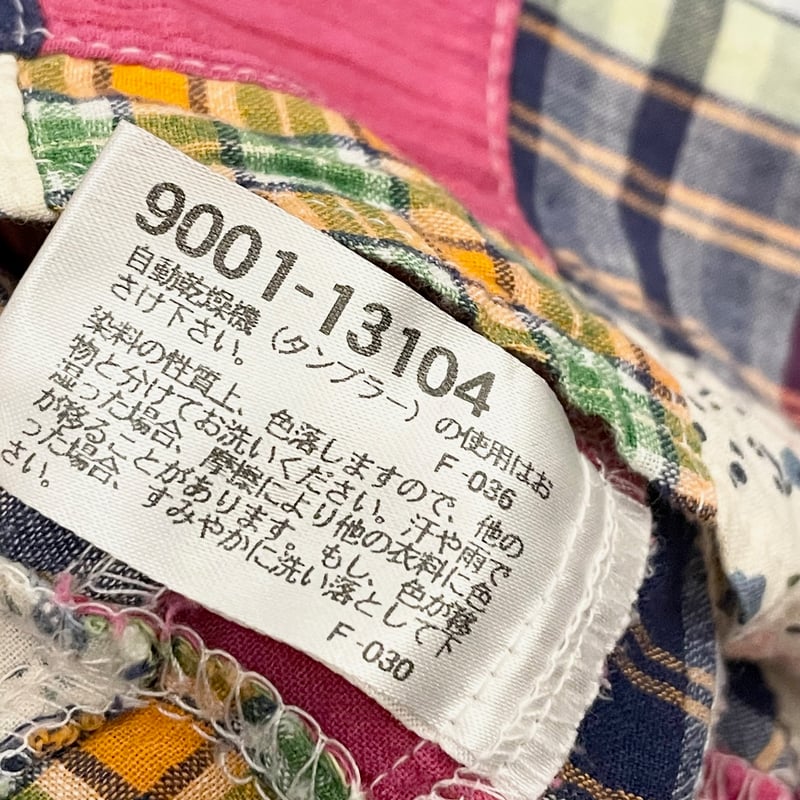 9001-13104
自動乾燥機（タンブラー）の使用はお
さけ下さい。
F-036
染料の性質上、色落しますので、他の
物と分けてお洗いください。汗や雨で
湿った場合、摩擦により他の衣料に色
が移ることがあります。もし、色が移
った場合、すみやかに洗い落として下
さい。
F-030